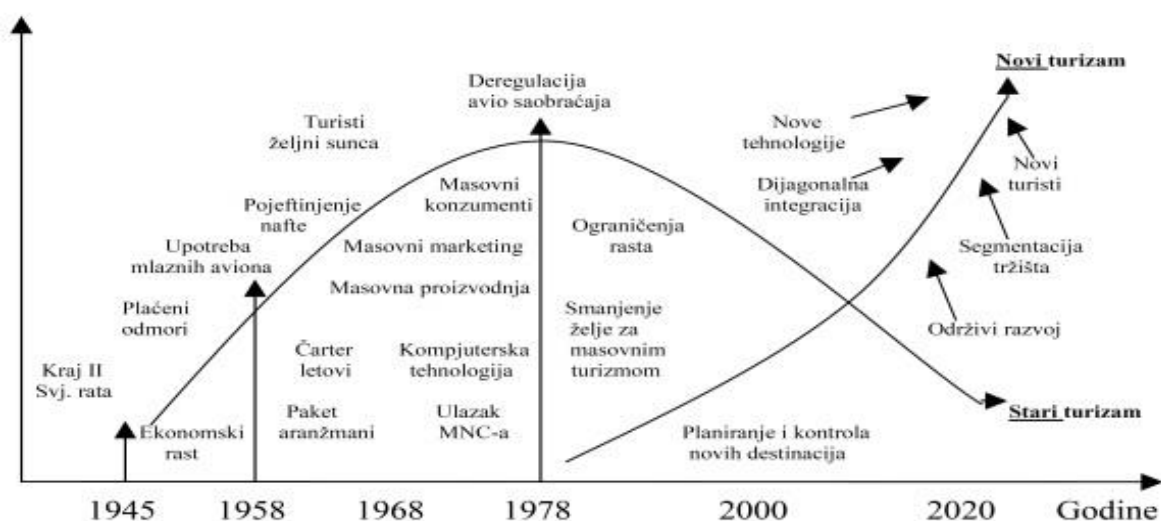 Novi turizam
Deregulacija
avio saobraćaja
Turisti
željni sunca
Nove
tehnologije
Novi
turisti
Masovni
konzumenti
Dijagonalna
integracija
Pojeftinjenje
nafte
Ograničenja
rasta
Upotreba
mlaznih aviona
Masovni marketing
Segmentacija
tržišta
Masovna proizvodnja
Plaćeni
odmori
Smanjenje
želje za
masovnim
turizmom
Održivi razvoj
Kraj II
Svj. rata
Čarter
letovi
Kompjuterska
tehnologija
Ekonomski
rast
Paket
aranžmani
Ulazak
MNC-a
Planiranje i kontrola
novih destinacija
Stari turizam
1945 1958 1968 1978 2000 2020 Godine